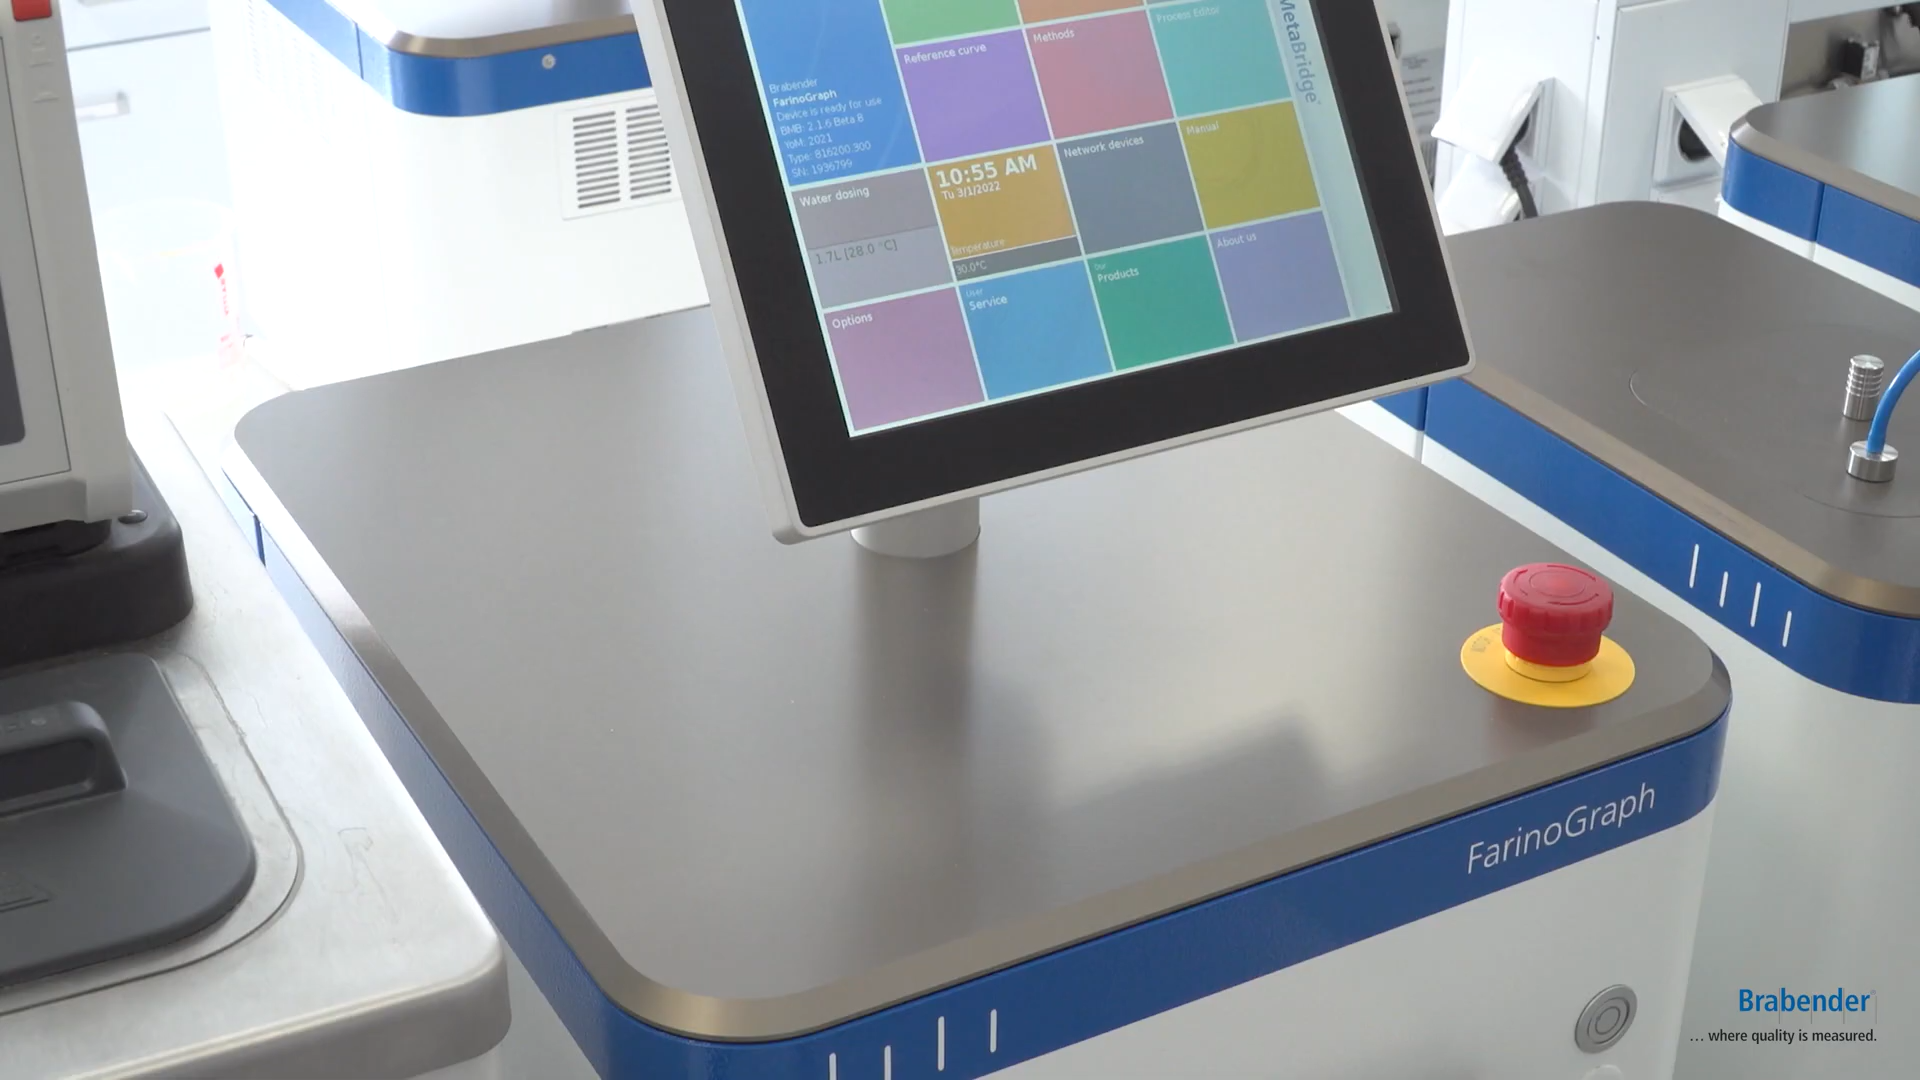 Process Editor
Methods
Reference curve
MetaBridge
Brabender
FarinoGraph
Device is ready for use
BMB: 2.1.6 Beta 8
YoM: 2021
Type: 816200.300
SN: 1936799
Manual
Network devices
10:55 AM
Tu 3/1/2022
Temperature
30.0°C
Water dosing
1.7L [28.0 °C]
About us
Our
Products
User
Service
Options
FarinoGraph
Brabender
... where quality is measured.